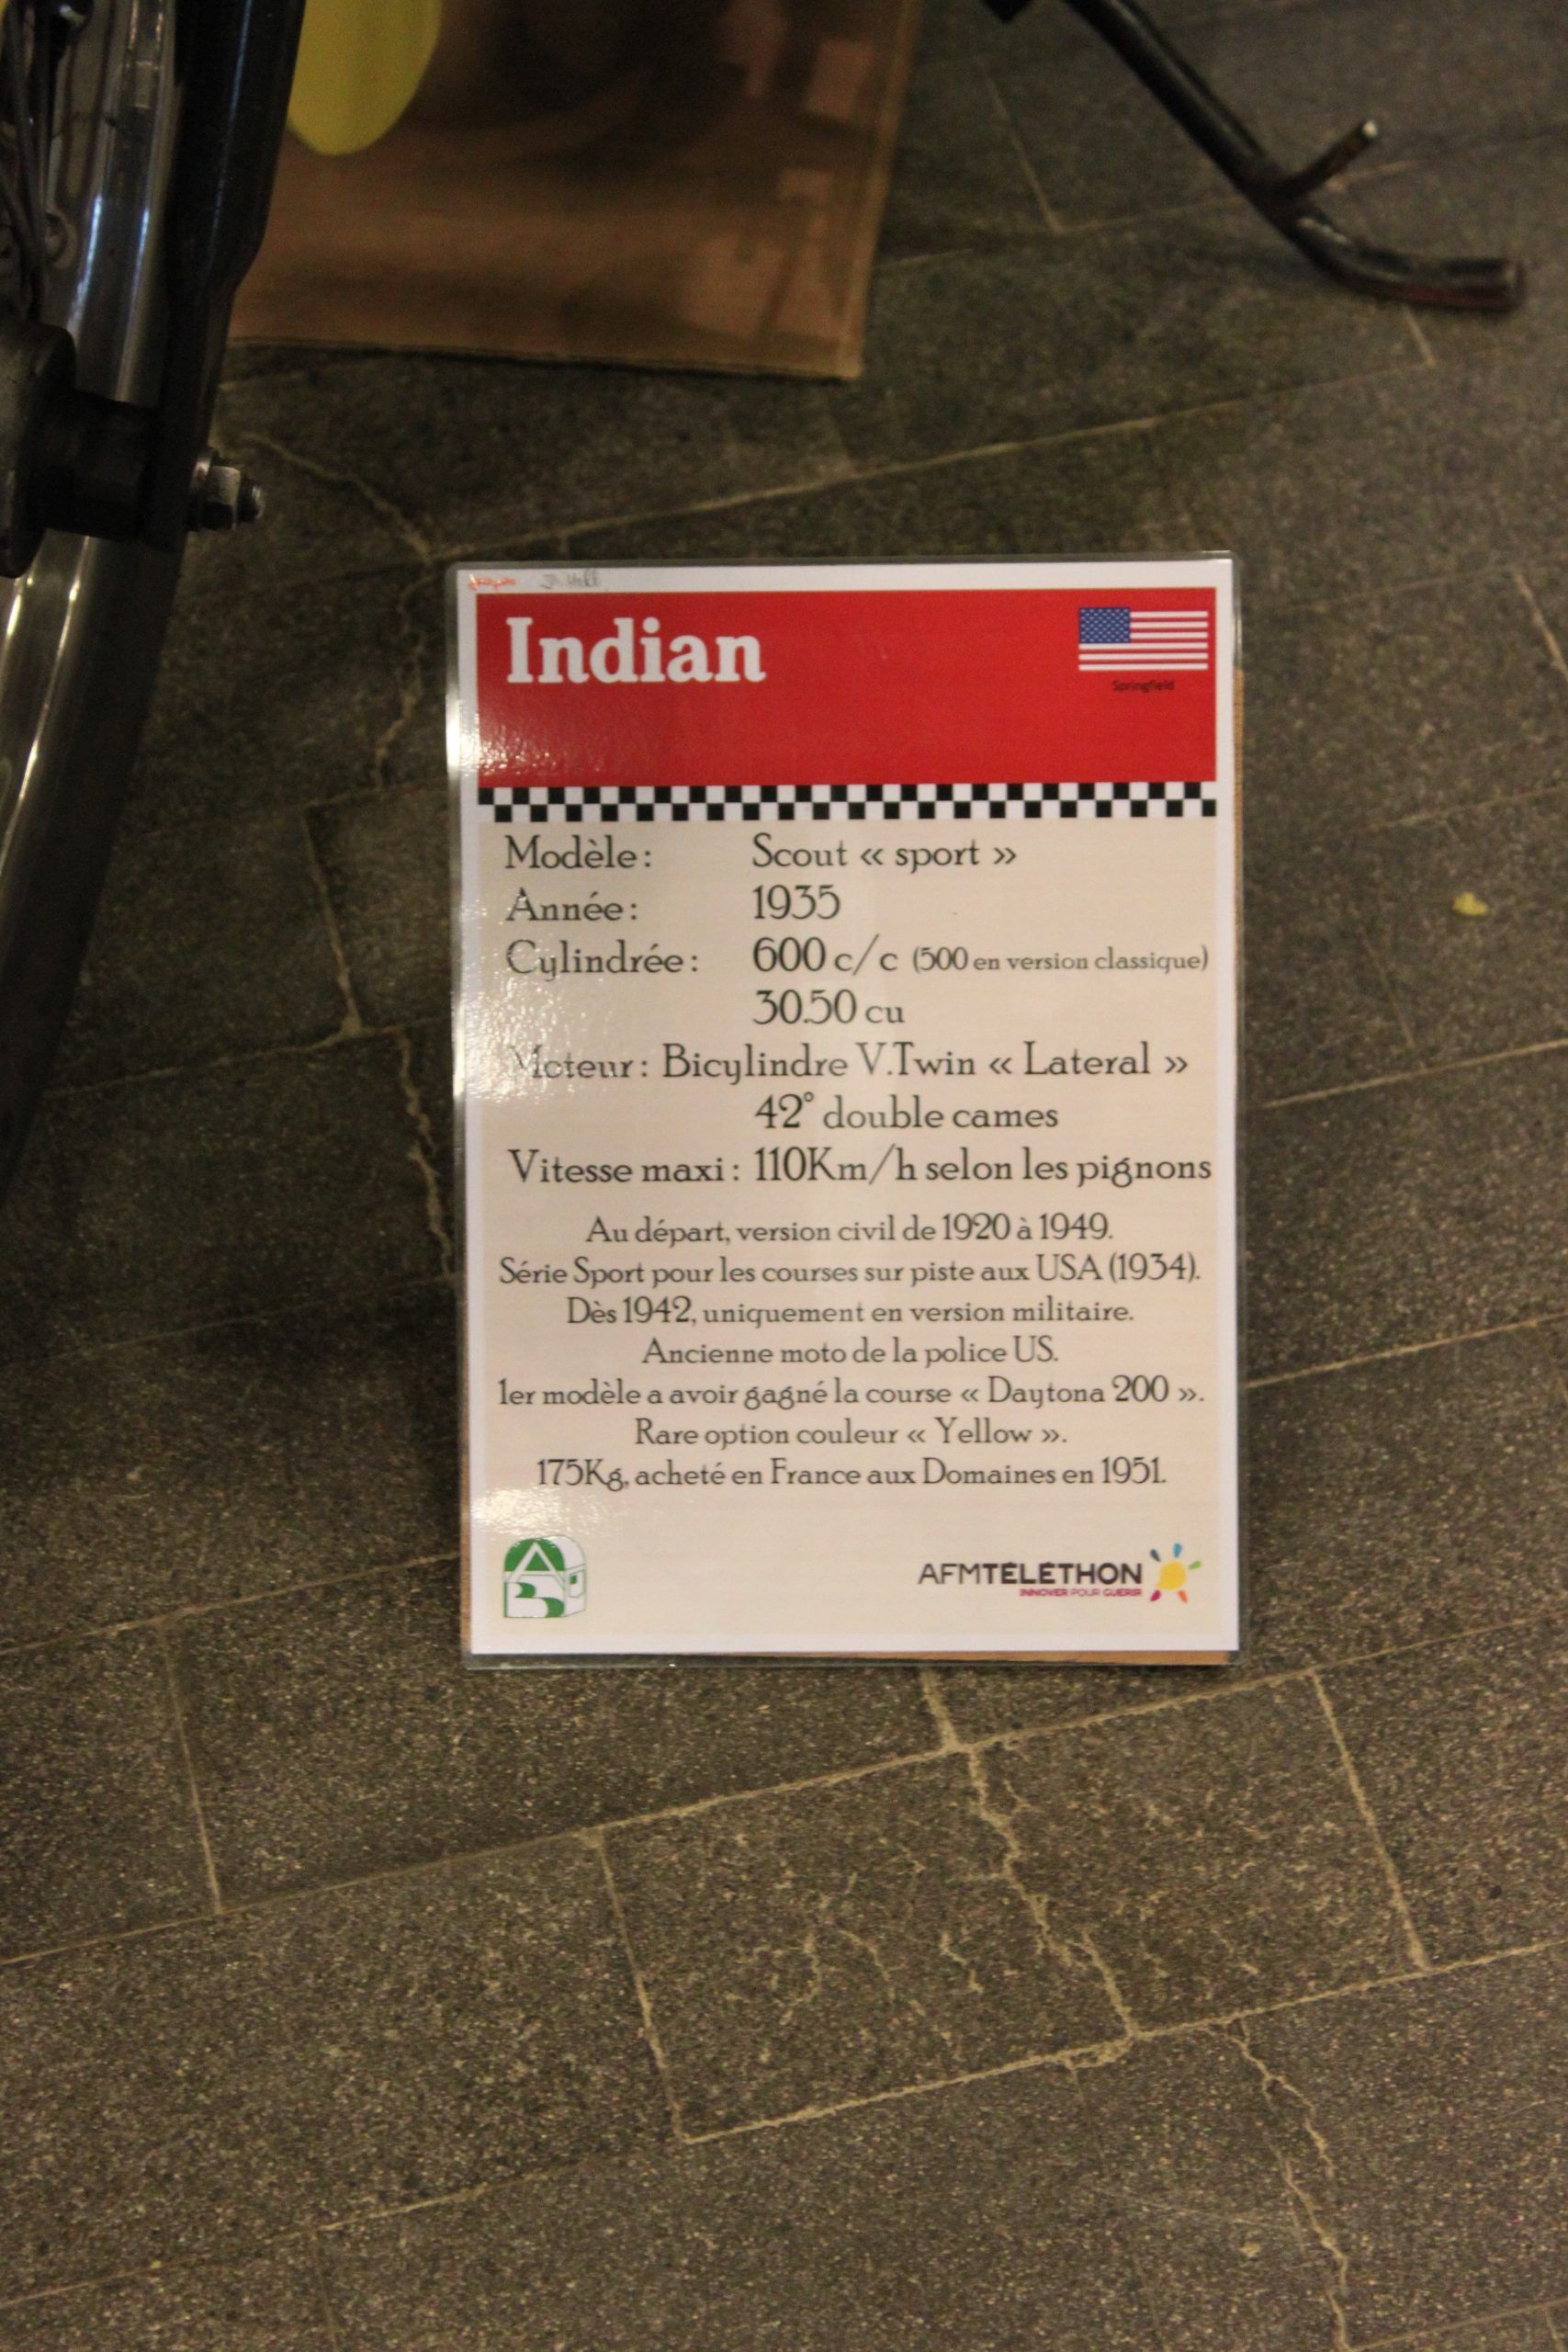 Indian
Springfield
Modèle: Scout « sport »
Année: 1935
Cylindrée: 600 c/c (500 en version classique)
30.50 cu
Moteur: Bicylindre V.Twin « Lateral »
42° double cames
Vitesse maxi: 110Km/h selon les pignons
Au départ, version civil de 1920 à 1949.
Série Sport pour les courses sur piste aux USA (1934).
Dès 1942, uniquement en version militaire.
Ancienne moto de la police US.
1er modèle a avoir gagné la course « Daytona 200 ».
Rare option couleur « Yellow ».
175Kg, acheté en France aux Domaines en 1951.
AFMTELETHON
INNOVER POUR GUERIR